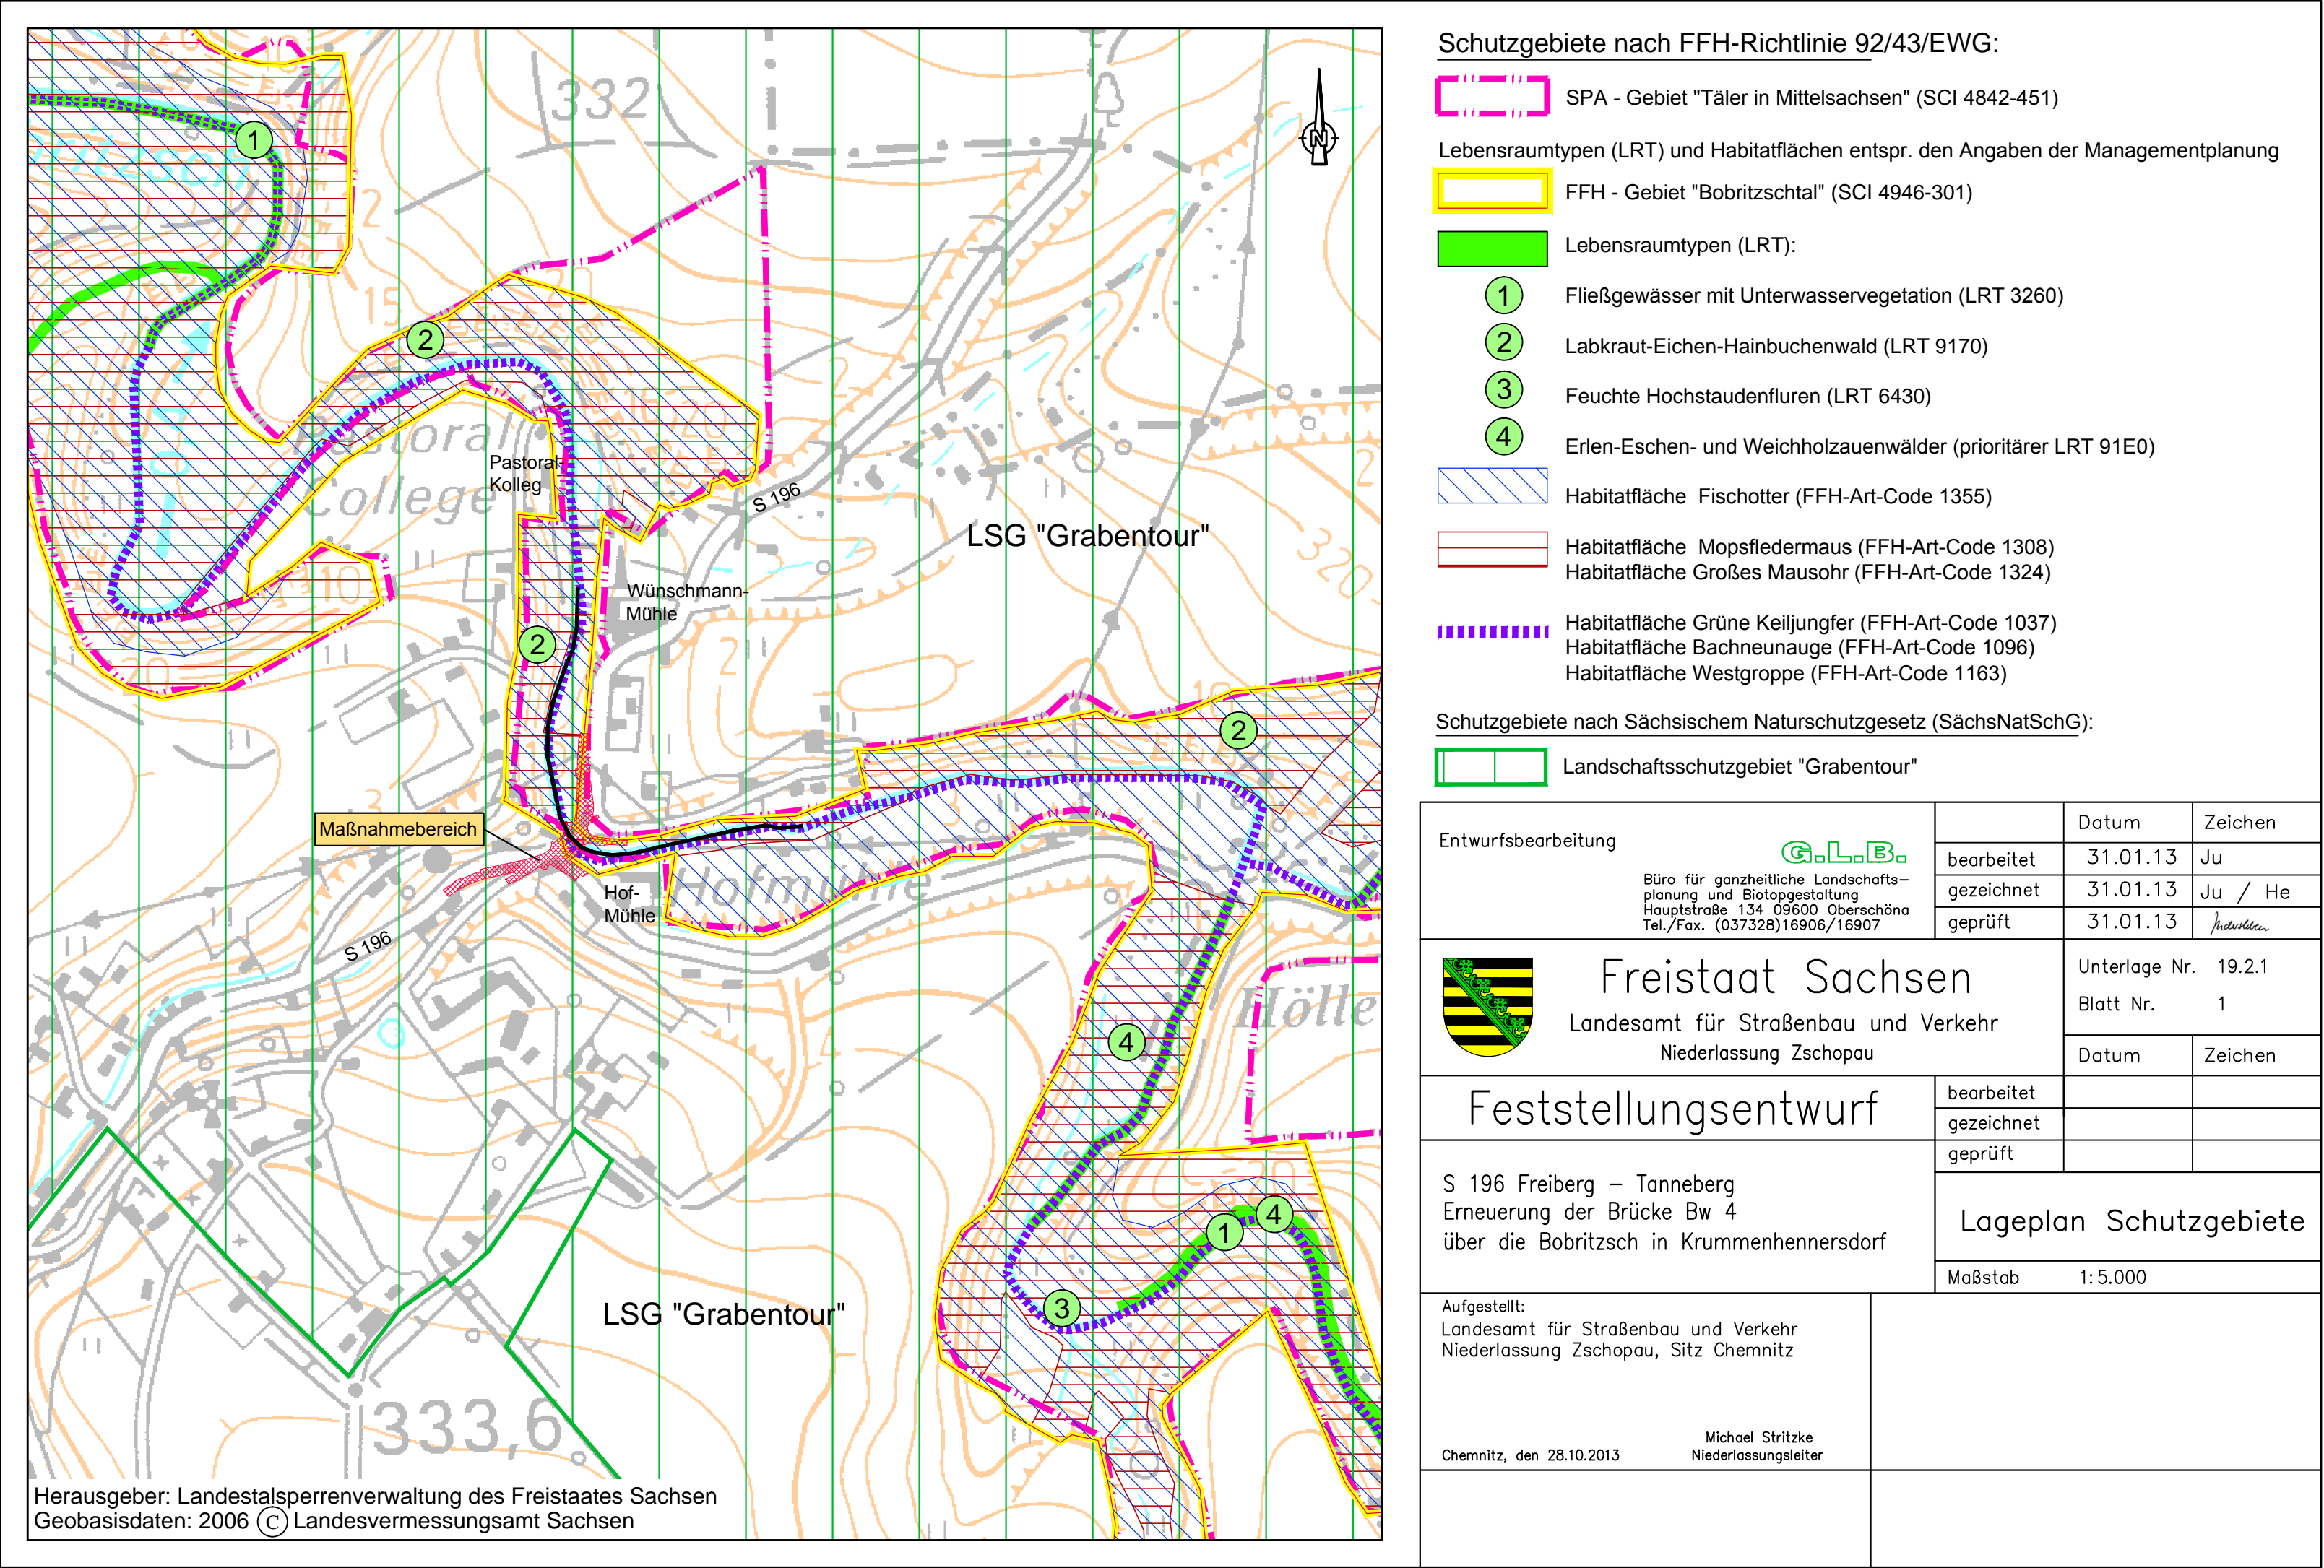 332
1
2
15
2
Pastoral
College
Pastoral-
Kolleg
S 196
LSG "Grabentour"
320
310
Wünschmann-
Mühle
2
2
2
Maßnahmebereich
Hofmühle
Hof-
Mühle
S 196
Hölle
4
1
4
3
LSG "Grabentour"
333,6
Herausgeber: Landestalsperrenverwaltung des Freistaates Sachsen
Geobasisdaten: 2006 © Landesvermessungsamt Sachsen
N
Schutzgebiete nach FFH-Richtlinie 92/43/EWG:
SPA - Gebiet "Täler in Mittelsachsen" (SCI 4842-451)
Lebensraumtypen (LRT) und Habitatflächen entspr. den Angaben der Managementplanung
FFH - Gebiet "Bobritzschtal" (SCI 4946-301)
Lebensraumtypen (LRT):
1 Fließgewässer mit Unterwasservegetation (LRT 3260)
2 Labkraut-Eichen-Hainbuchenwald (LRT 9170)
3 Feuchte Hochstaudenfluren (LRT 6430)
4 Erlen-Eschen- und Weichholzauenwälder (prioritärer LRT 91E0)
Habitatfläche Fischotter (FFH-Art-Code 1355)
Habitatfläche Mopsfledermaus (FFH-Art-Code 1308)
Habitatfläche Großes Mausohr (FFH-Art-Code 1324)
Habitatfläche Grüne Keiljungfer (FFH-Art-Code 1037)
Habitatfläche Bachneunauge (FFH-Art-Code 1096)
Habitatfläche Westgroppe (FFH-Art-Code 1163)
Schutzgebiete nach Sächsischem Naturschutzgesetz (SächsNatSchG):
Landschaftsschutzgebiet "Grabentour"
Entwurfsbearbeitung
G.L.B.
Büro für ganzheitliche Landschafts-
planung und Biotopgestaltung
Hauptstraße 134 09600 Oberschöna
Tel./Fax. (037328)16906/16907
Datum Zeichen
bearbeitet 31.01.13 Ju
gezeichnet 31.01.13 Ju / He
geprüft 31.01.13
Freistaat Sachsen
Landesamt für Straßenbau und Verkehr
Niederlassung Zschopau
Unterlage Nr. 19.2.1
Blatt Nr. 1
Datum Zeichen
Feststellungsentwurf
bearbeitet
gezeichnet
geprüft
S 196 Freiberg – Tanneberg
Erneuerung der Brücke Bw 4
über die Bobritzsch in Krummenhennersdorf
Lageplan Schutzgebiete
Maßstab 1:5.000
Aufgestellt:
Landesamt für Straßenbau und Verkehr
Niederlassung Zschopau, Sitz Chemnitz
Michael Stritzke
Chemnitz, den 28.10.2013 Niederlassungsleiter